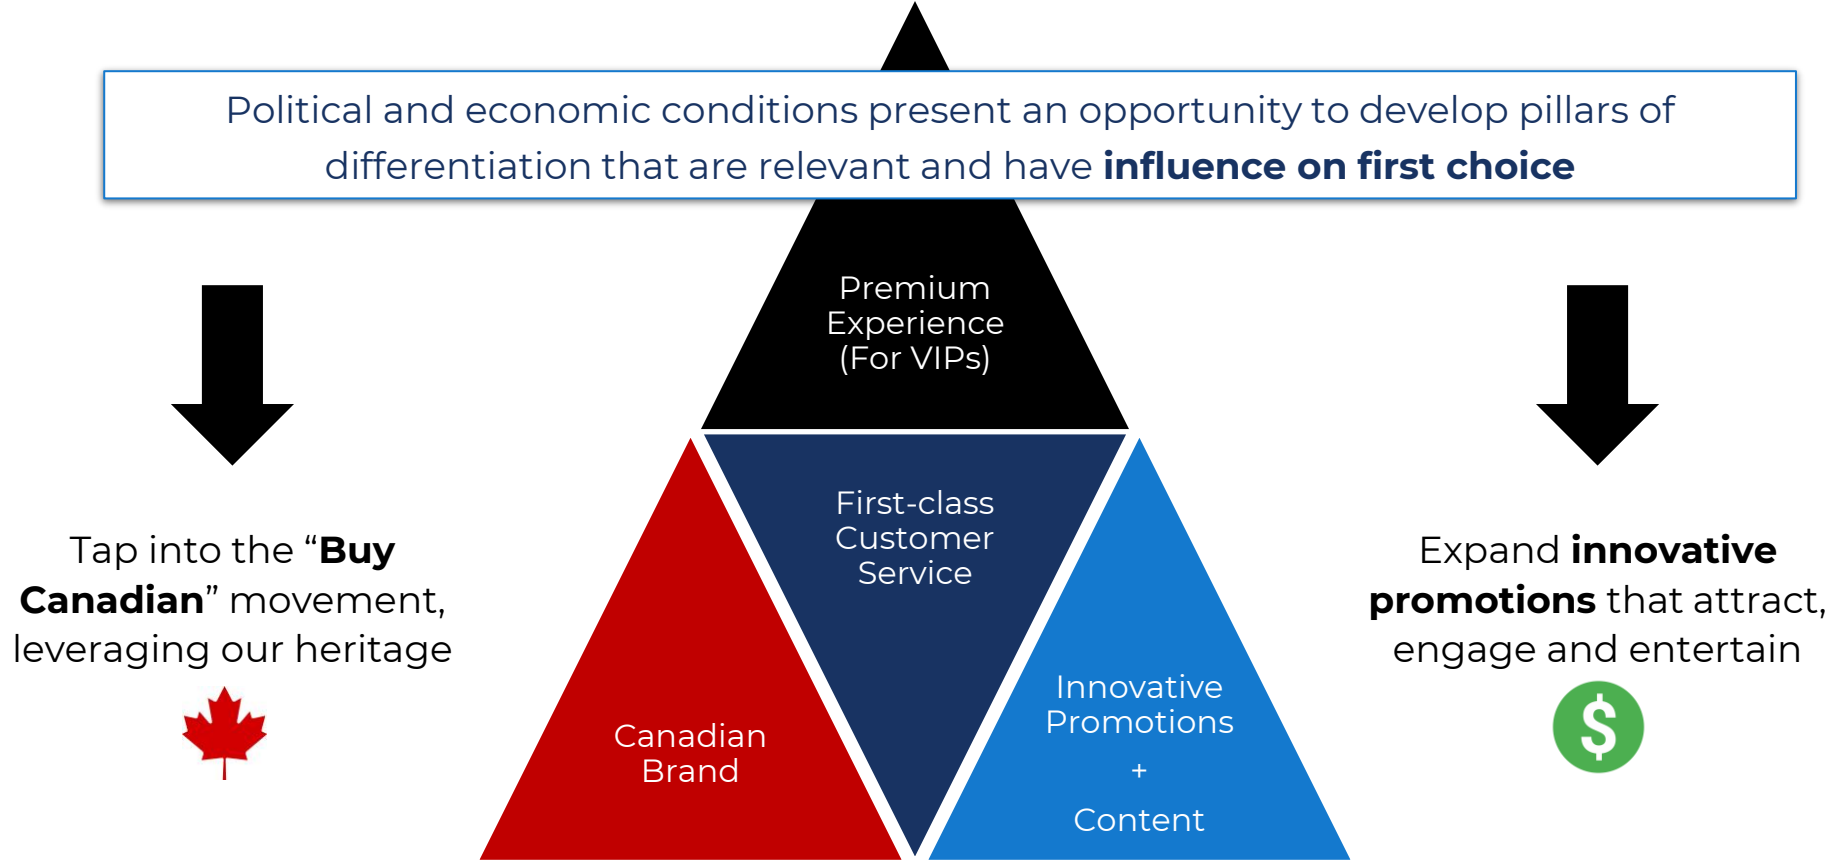 Political and economic conditions present an opportunity to develop pillars of
differentiation that are relevant and have influence on first choice
Premium
Experience
(For VIPs)
First-class
Customer
Service
Tap into the “Buy
Canadian” movement,
leveraging our heritage
Expand innovative
promotions that attract,
engage and entertain
$
Canadian
Brand
Innovative
Promotions
+
Content